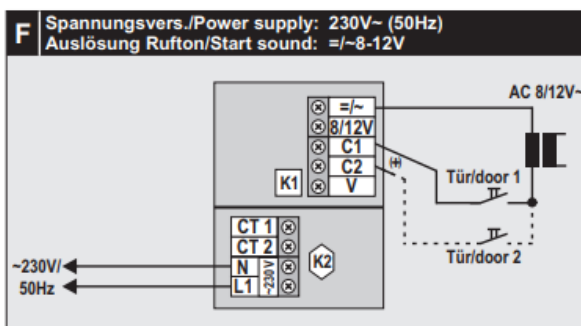 F
Spannungsvers./Power supply: 230V~ (50Hz)
Auslösung Rufton/Start sound: =/~8-12V
AC 8/12V~
=/~
8/12V
C1
C2
(+)
V
K1
Tür/door 1
Tür/door 2
CT 1
CT 2
N
L1
~230V
K2
~230V/
50Hz